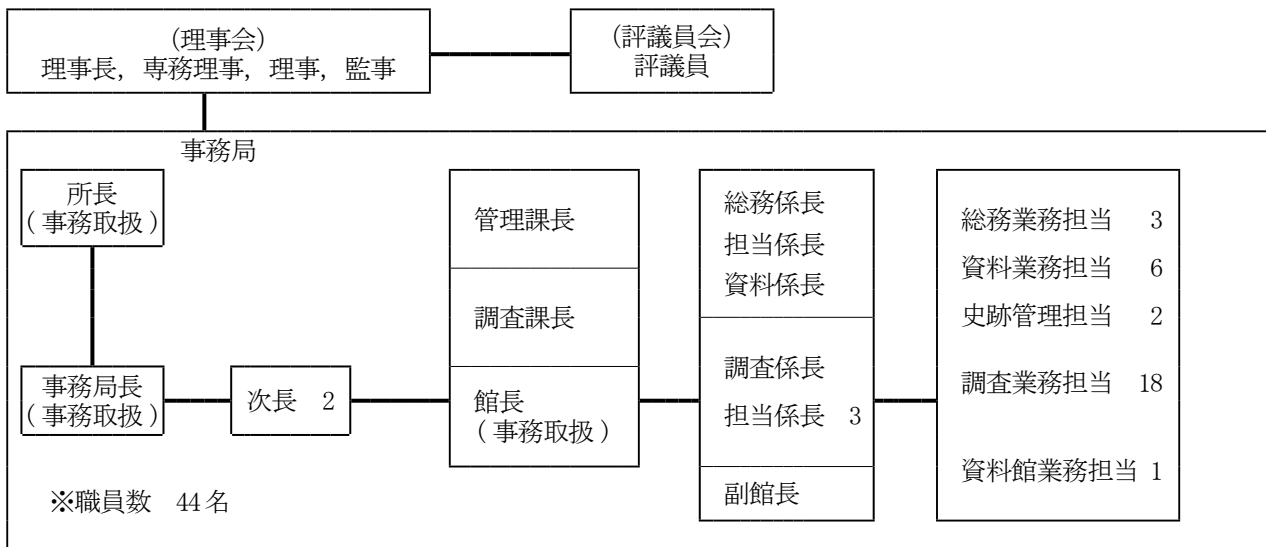 (理事会)
理事長, 専務理事, 理事, 監事
(評議員会)
評議員
事務局
所長
(事務取扱)
事務局長
(事務取扱)
次長 2
管理課長
調査課長
館長
(事務取扱)
総務係長
担当係長
資料係長
調査係長
担当係長 3
副館長
総務業務担当 3
資料業務担当 6
史跡管理担当 2
調査業務担当 18
資料館業務担当 1
※職員数 44名